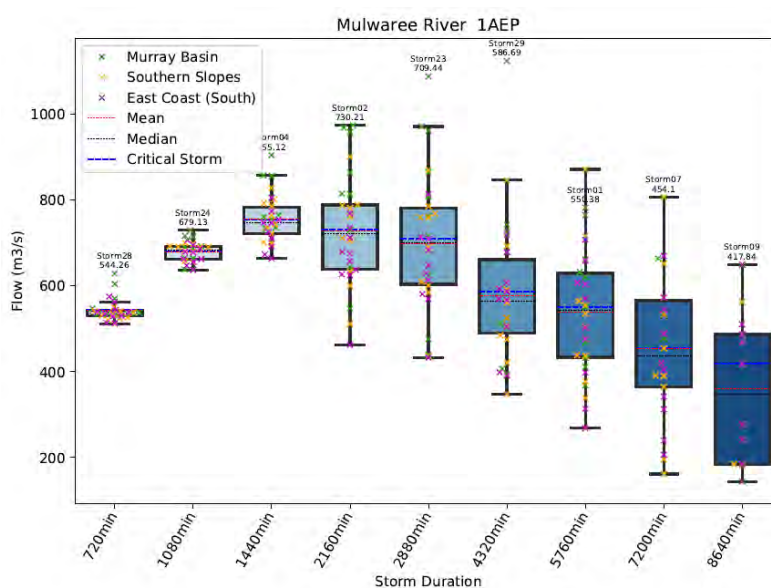 Mulwaree River 1AEP
Murray Basin
Southern Slopes
East Coast (South)
Mean
Median
Critical Storm
Storm28
544.26
Storm24
679.13
orm04
55.12
Storm02
730.21
Storm23
709.44
Storm29
586.69
Storm01
550.38
Storm07
454.1
Storm09
417.84
Flow (m3/s)
1000
800
600
400
200
720min
1080min
1440min
2160min
2880min
4320min
5760min
7200min
8640min
Storm Duration